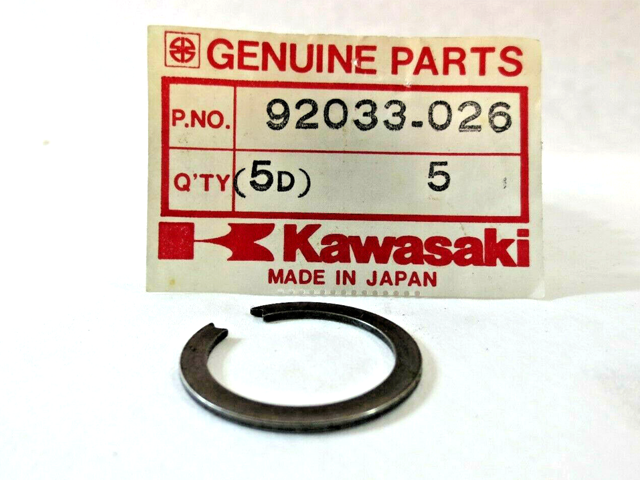 GENUINE PARTS
P.NO. 92033-026
Q'TY (5D) 5
Kawasaki
MADE IN JAPAN